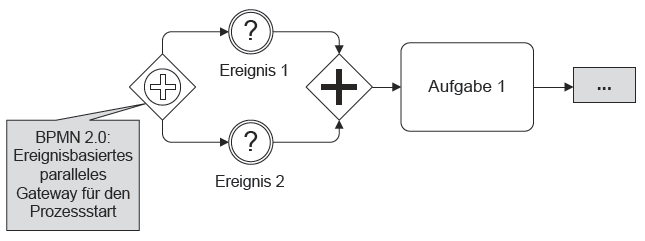 ?
Ereignis 1
Aufgabe 1
...
BPMN 2.0:
Ereignisbasiertes
paralleles
Gateway für den
Prozessstart
?
Ereignis 2